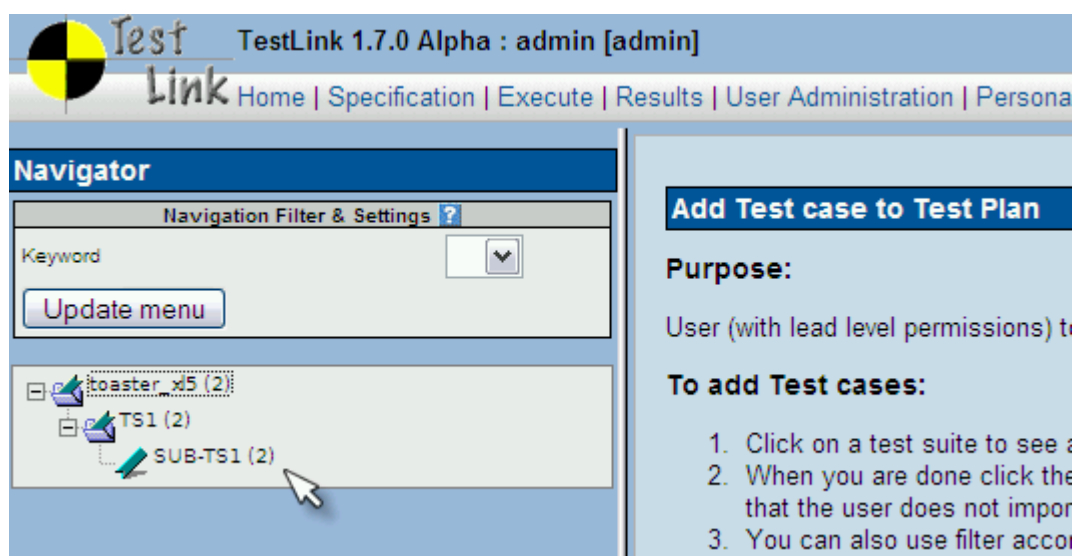 Test
Link
TestLink 1.7.0 Alpha : admin [admin]
Home | Specification | Execute | Results | User Administration | Persona
Navigator
Navigation Filter & Settings ?
Keyword
Update menu
toaster_xl5 (2)
TS1 (2)
SUB-TS1 (2)
Add Test case to Test Plan
Purpose:
User (with lead level permissions) t
To add Test cases:
1. Click on a test suite to see a
2. When you are done click the
that the user does not impor
3. You can also use filter accor